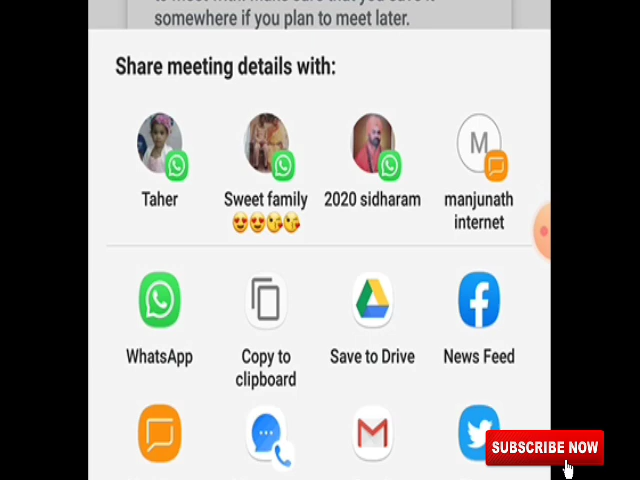 somewhere if you plan to meet later.
Share meeting details with:
M
Taher
Sweet family
😍😍😘😘
2020 sidharam
manjunath
internet
WhatsApp
Copy to
clipboard
Save to Drive
News Feed
SUBSCRIBE NOW